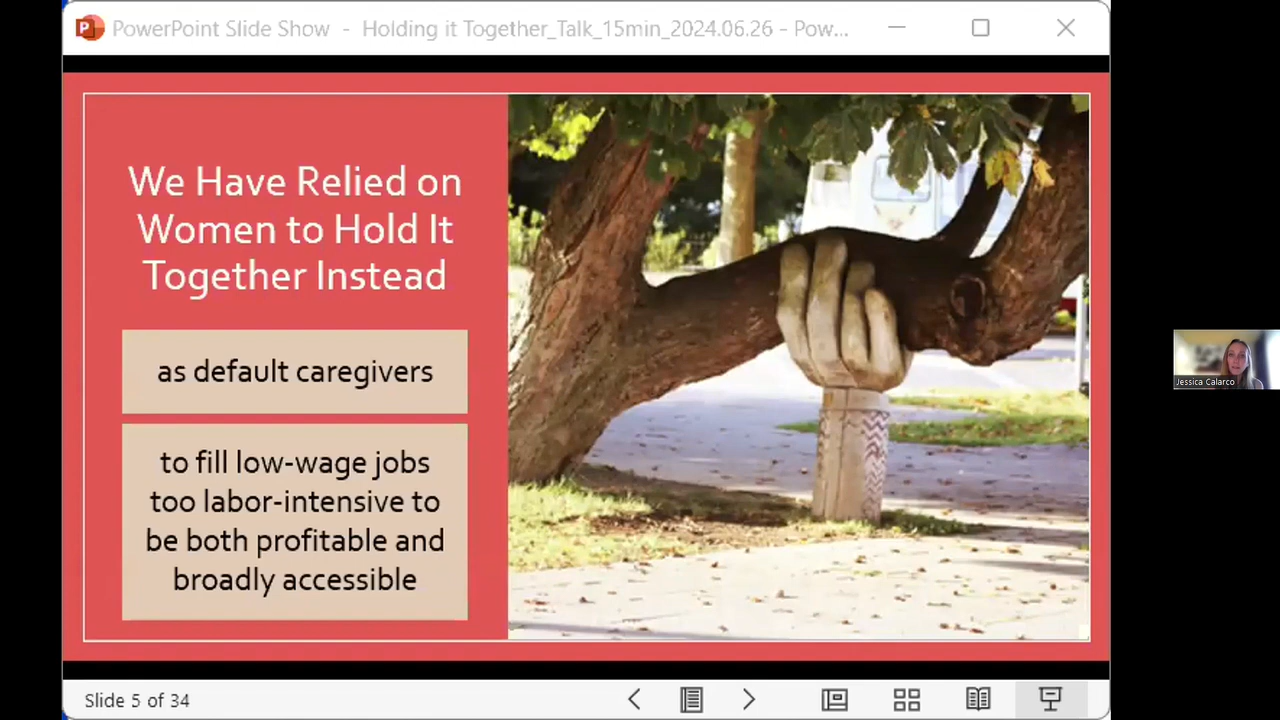 PowerPoint Slide Show - Holding it Together_Talk_15min_2024.06.26 - Pow...
We Have Relied on
Women to Hold It
Together Instead
as default caregivers
to fill low-wage jobs
too labor-intensive to
be both profitable and
broadly accessible
Jessica Calarco
Slide 5 of 34